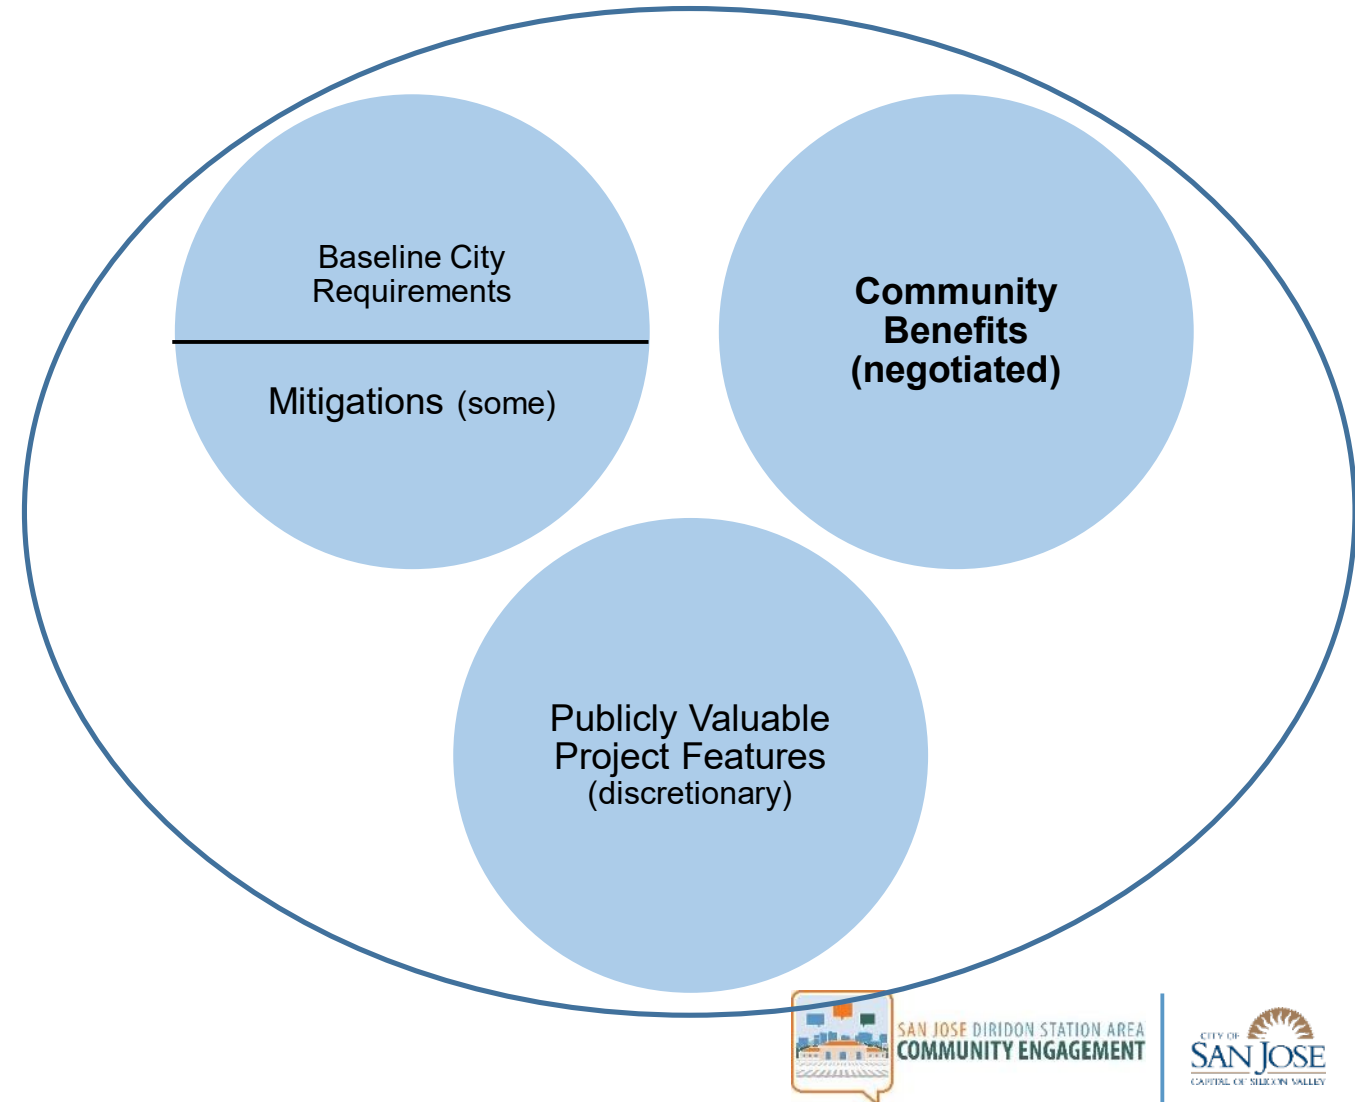 Baseline City
Requirements
Mitigations (some)
Community
Benefits
(negotiated)
Publicly Valuable
Project Features
(discretionary)
SAN JOSE DIRIDON STATION AREA
COMMUNITY ENGAGEMENT
CITY OF
SAN JOSE
CAPITAL OF SILICON VALLEY